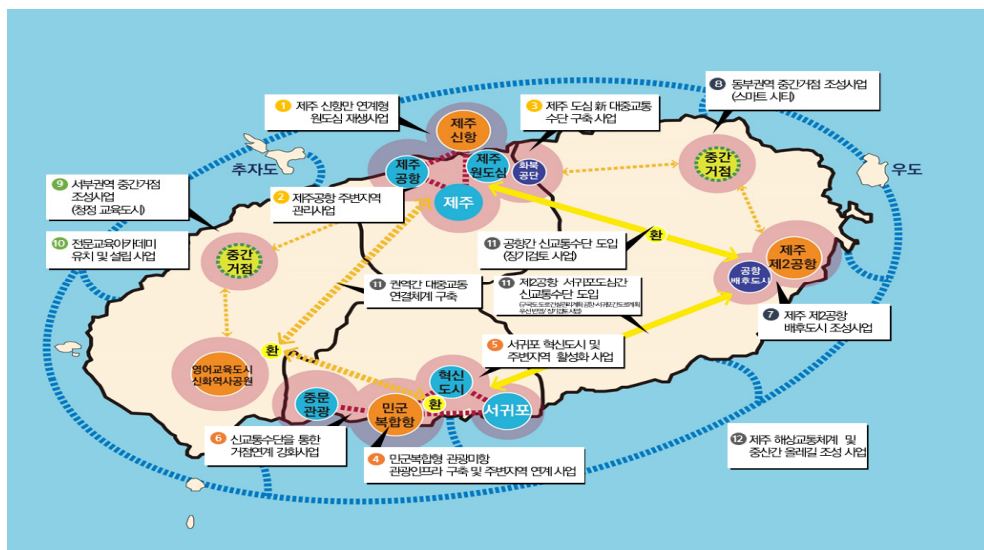 1 제주 신항만 연계형
원도심 재생사업
제주
신항
3 제주 도심 新 대중교통
수단 구축 사업
8 동부권역 중간거점 조성사업
(스마트 시티)
추자도
제주
공항
제주
원도심
화북
공단
중간
거점
우도
9 서부권역 중간거점
조성사업
(청정 교육도시)
2 제주공항 주변지역
관리사업
제주
10 전문교육아카데미
유치 및 설립 사업
중간
거점
11 공항간 신교통수단 도입
(장기검토 사업)
환
제주
제2공항
공항
배후도시
11 권역간 대중교통
연결체계 구축
11 제2공항 서귀포도심간
신교통수단 도입
7 제주 제2공항
배후도시 조성사업
환
5 서귀포 혁신도시 및
주변지역 활성화 사업
영어교육도시
신화역사공원
혁신
도시
중문
관광
민군
복합항
환
서귀포
6 신교통수단을 통한
거점연계 강화사업
4 민군복합형 관광미항
관광인프라 구축 및 주변지역 연계 사업
12 제주 해상교통체계 및
중산간 올레길 조성 사업